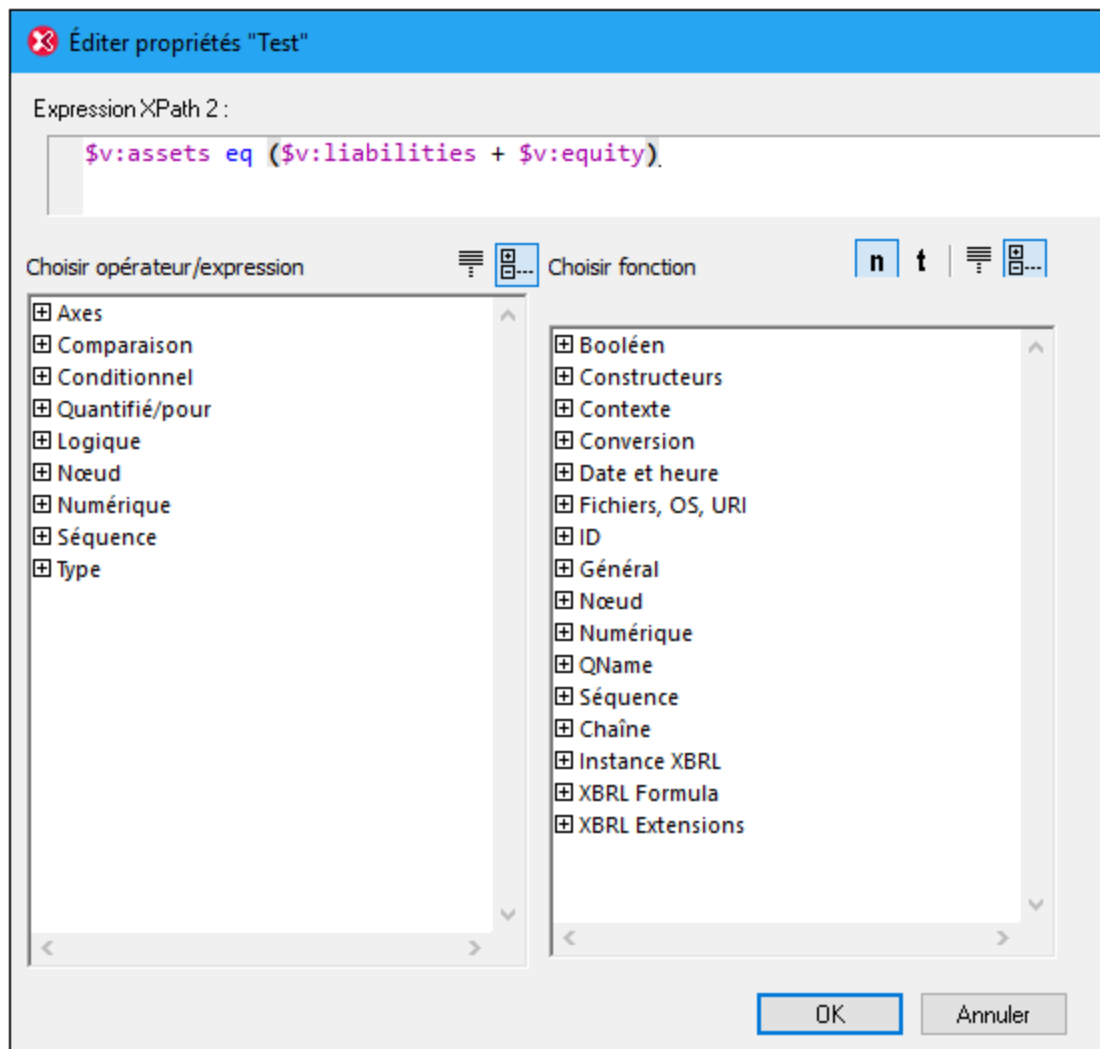 Éditer propriétés "Test"
Expression XPath 2 :
$v:assets eq ($v:liabilities + $v:equity)
Choisir opérateur/expression
Axes
Comparaison
Conditionnel
Quantifié/pour
Logique
Nœud
Numérique
Séquence
Type
Choisir fonction
n t
Booléen
Constructeurs
Contexte
Conversion
Date et heure
Fichiers, OS, URI
ID
Général
Nœud
Numérique
QName
Séquence
Chaîne
Instance XBRL
XBRL Formula
XBRL Extensions
OK
Annuler